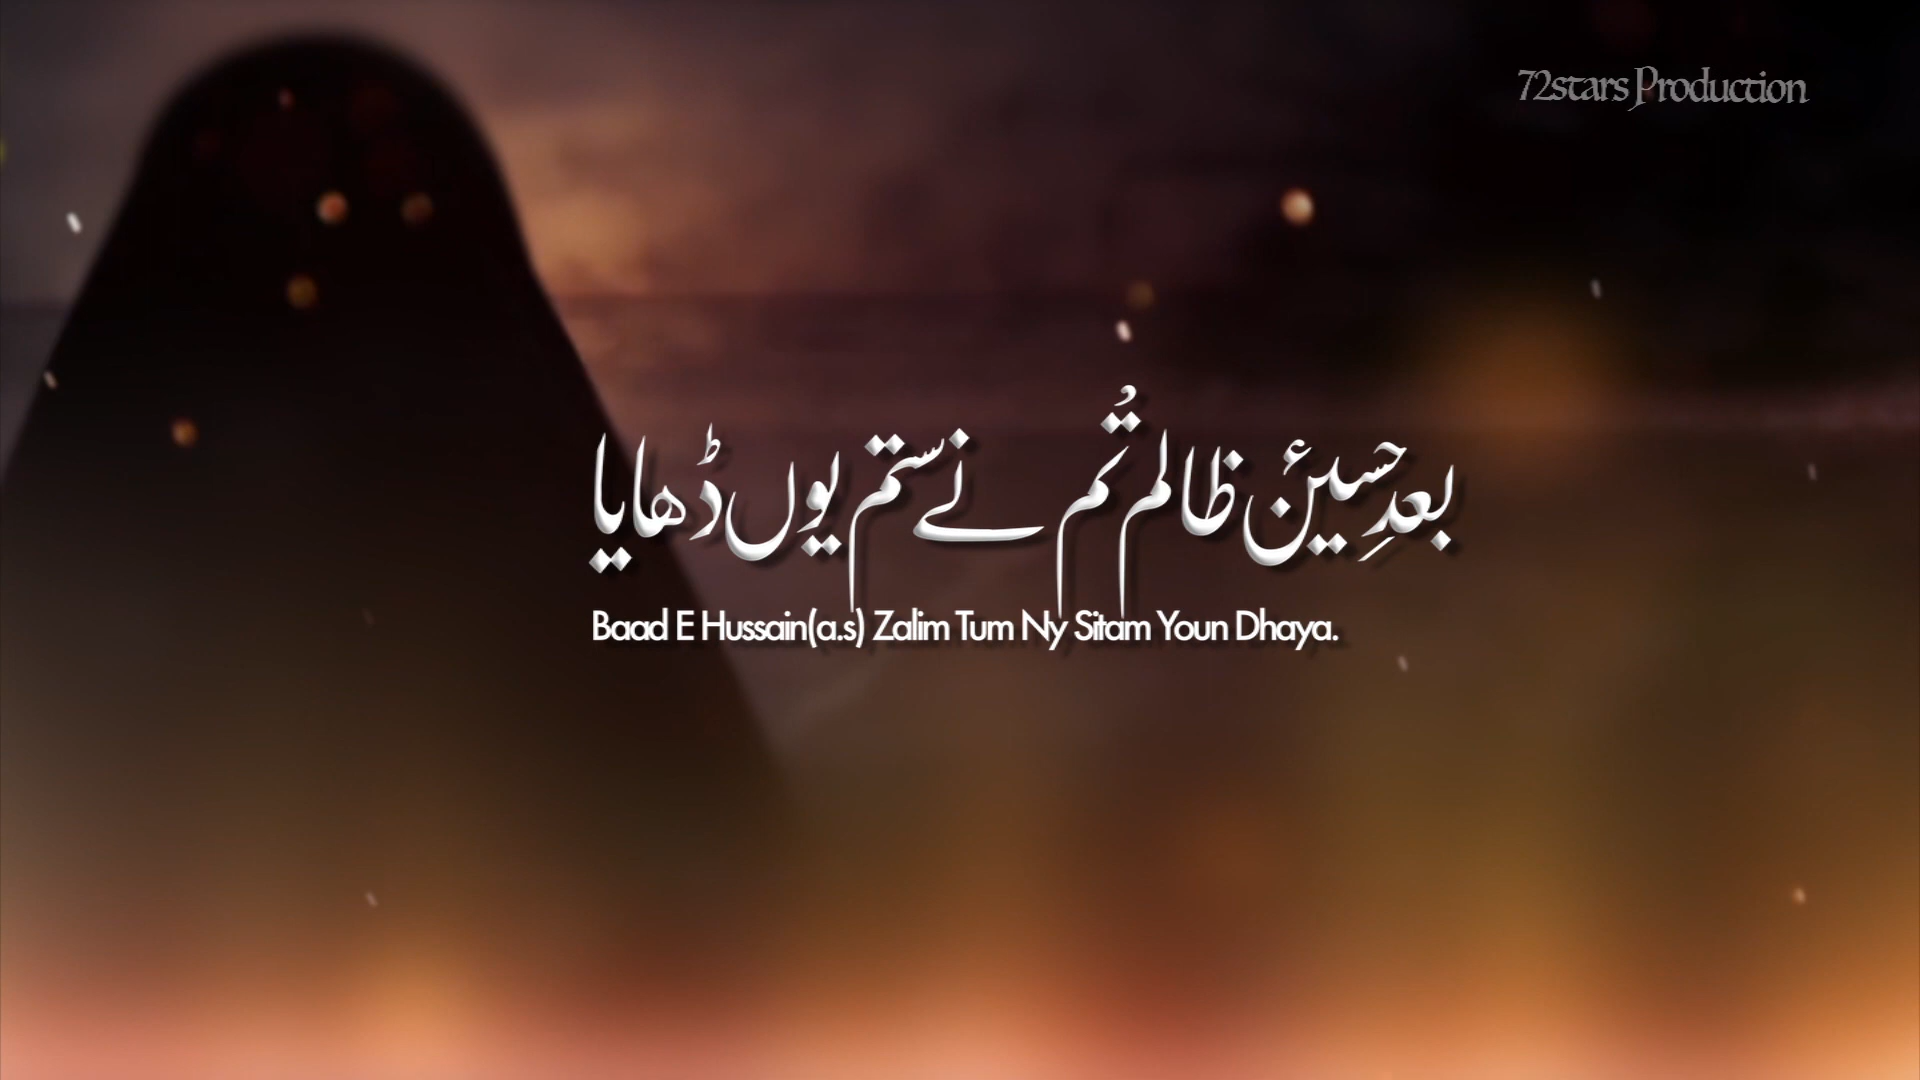 72stars Production
بعدِ حسینؑ ظالم تُم نے ستم یوں ڈھایا
Baad E Hussain(a.s) Zalim Tum Ny Sitam Youn Dhaya.